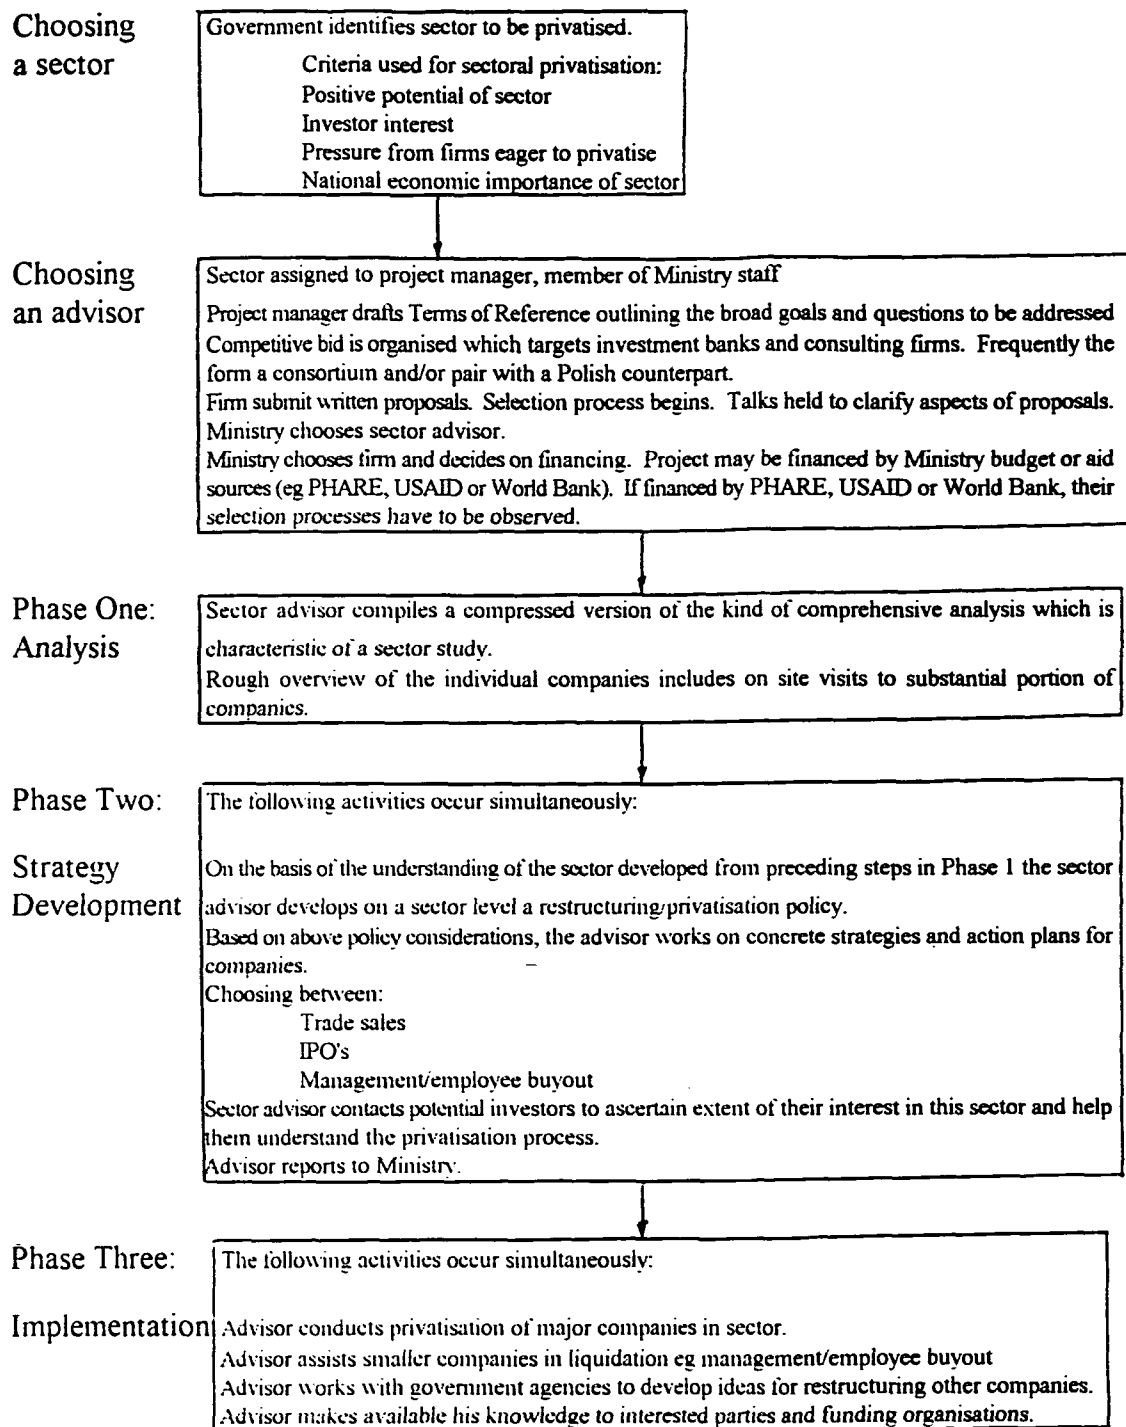 Choosing
a sector
Government identifies sector to be privatised.
Criteria used for sectoral privatisation:
Positive potential of sector
Investor interest
Pressure from firms eager to privatise
National economic importance of sector
Choosing
an advisor
Sector assigned to project manager, member of Ministry staff
Project manager drafts Terms of Reference outlining the broad goals and questions to be addressed
Competitive bid is organised which targets investment banks and consulting firms. Frequently the
form a consortium and/or pair with a Polish counterpart.
Firm submit written proposals. Selection process begins. Talks held to clarify aspects of proposals.
Ministry chooses sector advisor.
Ministry chooses firm and decides on financing. Project may be financed by Ministry budget or aid
sources (eg PHARE, USAID or World Bank). If financed by PHARE, USAID or World Bank, their
selection processes have to be observed.
Phase One:
Analysis
Sector advisor compiles a compressed version of the kind of comprehensive analysis which is
characteristic of a sector study.
Rough overview of the individual companies includes on site visits to substantial portion of
companies.
Phase Two:
Strategy
Development
The following activities occur simultaneously:
On the basis of the understanding of the sector developed from preceding steps in Phase 1 the sector
advisor develops on a sector level a restructuring/privatisation policy.
Based on above policy considerations, the advisor works on concrete strategies and action plans for
companies.
Choosing between:
Trade sales
IPO's
Management/employee buyout
Sector advisor contacts potential investors to ascertain extent of their interest in this sector and help
them understand the privatisation process.
Advisor reports to Ministry.
Phase Three:
Implementation
The following activities occur simultaneously:
Advisor conducts privatisation of major companies in sector.
Advisor assists smaller companies in liquidation eg management/employee buyout
Advisor works with government agencies to develop ideas for restructuring other companies.
Advisor makes available his knowledge to interested parties and funding organisations.